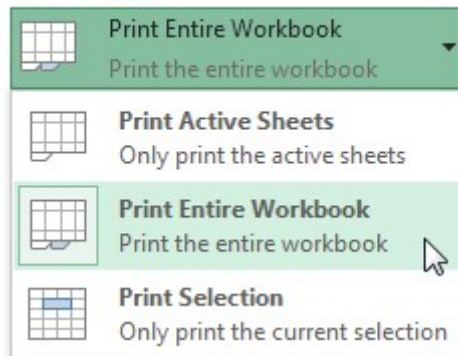 Print Entire Workbook
Print the entire workbook
Print Active Sheets
Only print the active sheets
Print Entire Workbook
Print the entire workbook
Print Selection
Only print the current selection